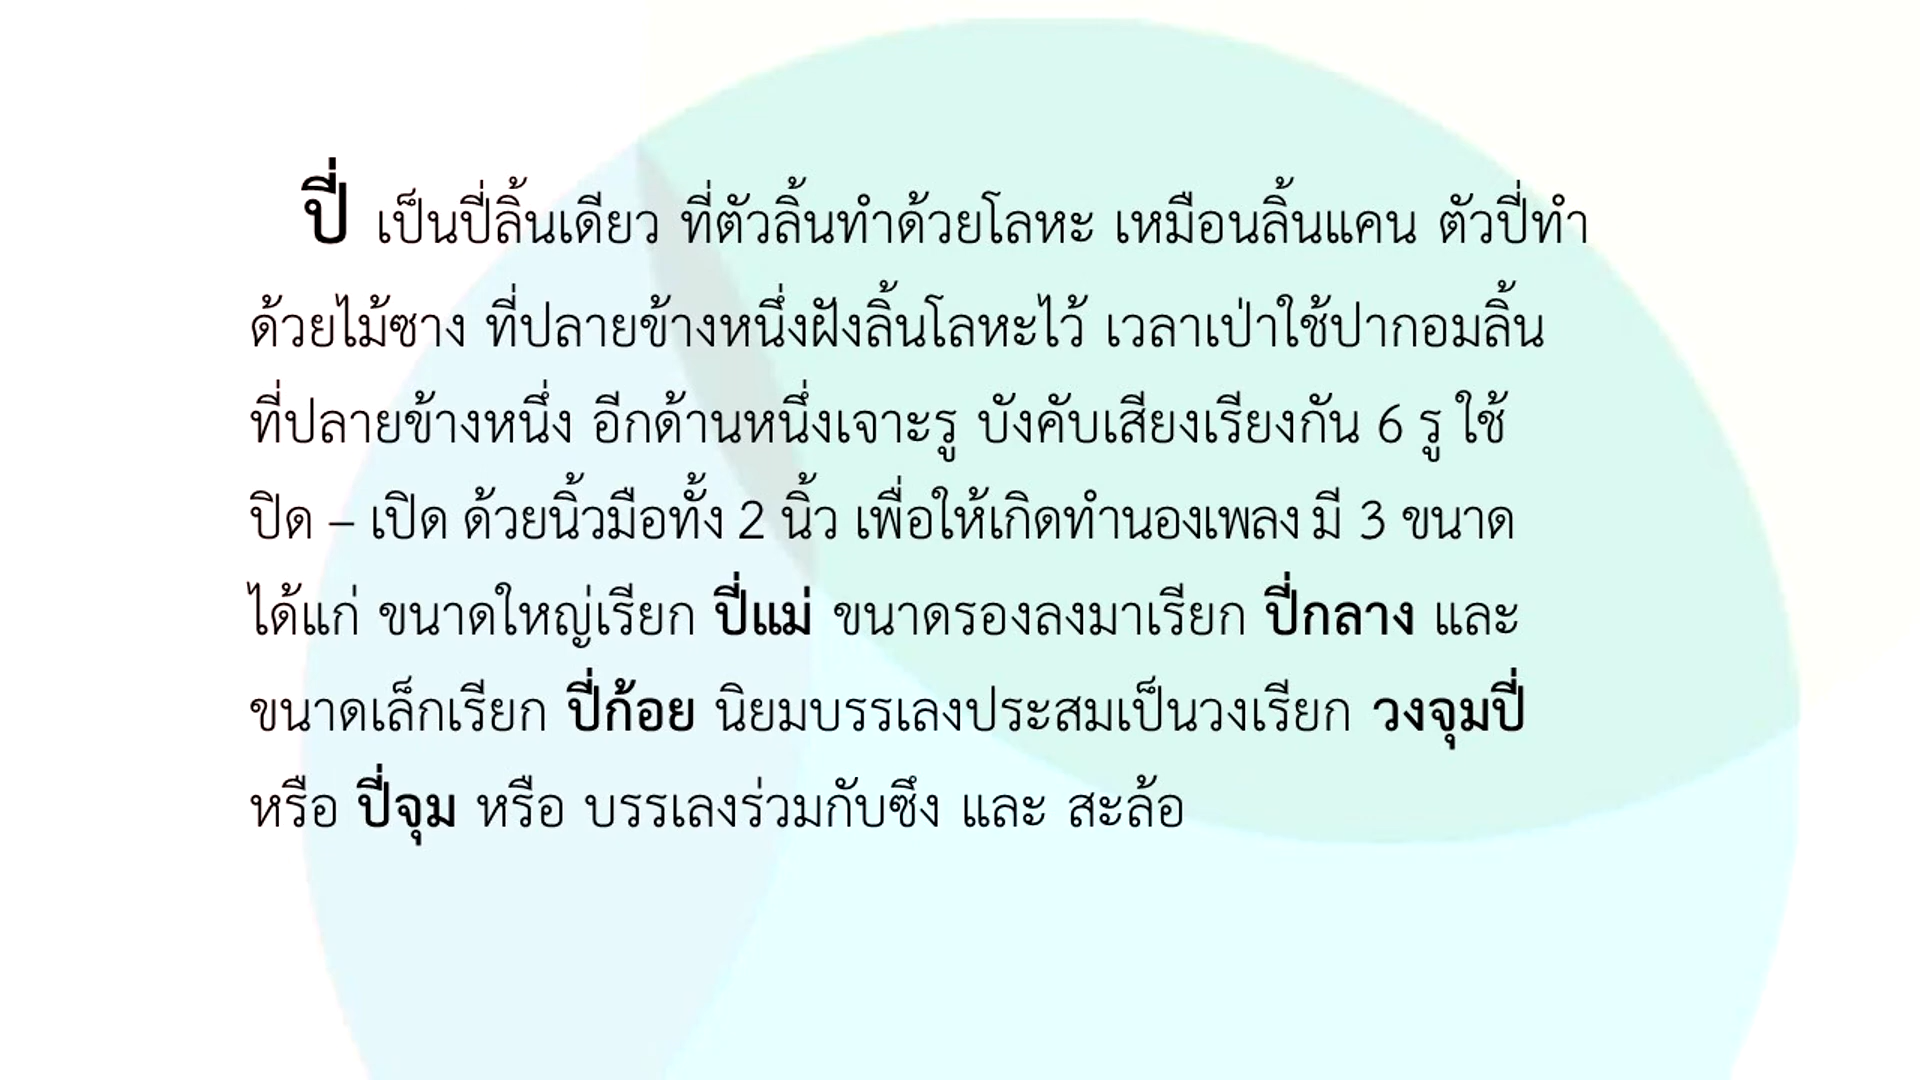 ปี่ เป็นปี่ลิ้นเดียว ที่ตัวลิ้นทำด้วยโลหะ เหมือนลิ้นแคน ตัวปี่ทำ
ด้วยไม้ซาง ที่ปลายข้างหนึ่งฝังลิ้นโลหะไว้ เวลาเป่าใช้ปากอมลิ้น
ที่ปลายข้างหนึ่ง อีกด้านหนึ่งเจาะรู บังคับเสียงเรียงกัน 6 รู ใช้
ปิด – เปิด ด้วยนิ้วมือทั้ง 2 นิ้ว เพื่อให้เกิดทำนองเพลง มี 3 ขนาด
ได้แก่ ขนาดใหญ่เรียก ปี่แม่ ขนาดรองลงมาเรียก ปี่กลาง และ
ขนาดเล็กเรียก ปี่ก้อย นิยมบรรเลงประสมเป็นวงเรียก วงจุมปี่
หรือ ปี่จุม หรือ บรรเลงร่วมกับซึง และ สะล้อ